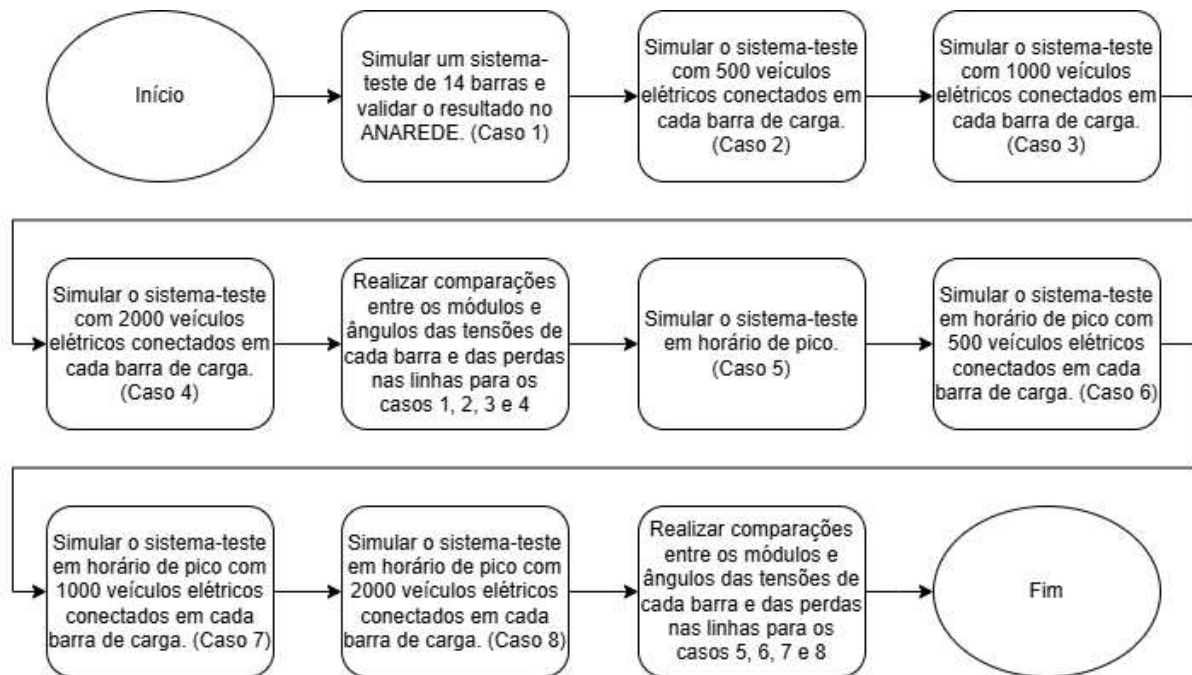 Início
Simular um sistema-
teste de 14 barras e
validar o resultado no
ANAREDE. (Caso 1)
Simular o sistema-teste
com 500 veículos
elétricos conectados em
cada barra de carga.
(Caso 2)
Simular o sistema-teste
com 1000 veículos
elétricos conectados em
cada barra de carga.
(Caso 3)
Simular o sistema-teste
com 2000 veículos
elétricos conectados em
cada barra de carga.
(Caso 4)
Realizar comparações
entre os módulos e
ângulos das tensões de
cada barra e das perdas
nas linhas para os
casos 1, 2, 3 e 4
Simular o sistema-teste
em horário de pico.
(Caso 5)
Simular o sistema-teste
em horário de pico com
500 veículos elétricos
conectados em cada
barra de carga. (Caso 6)
Simular o sistema-teste
em horário de pico com
1000 veículos elétricos
conectados em cada
barra de carga. (Caso 7)
Simular o sistema-teste
em horário de pico com
2000 veículos elétricos
conectados em cada
barra de carga. (Caso 8)
Realizar comparações
entre os módulos e
ângulos das tensões de
cada barra e das perdas
nas linhas para os
casos 5, 6, 7 e 8
Fim